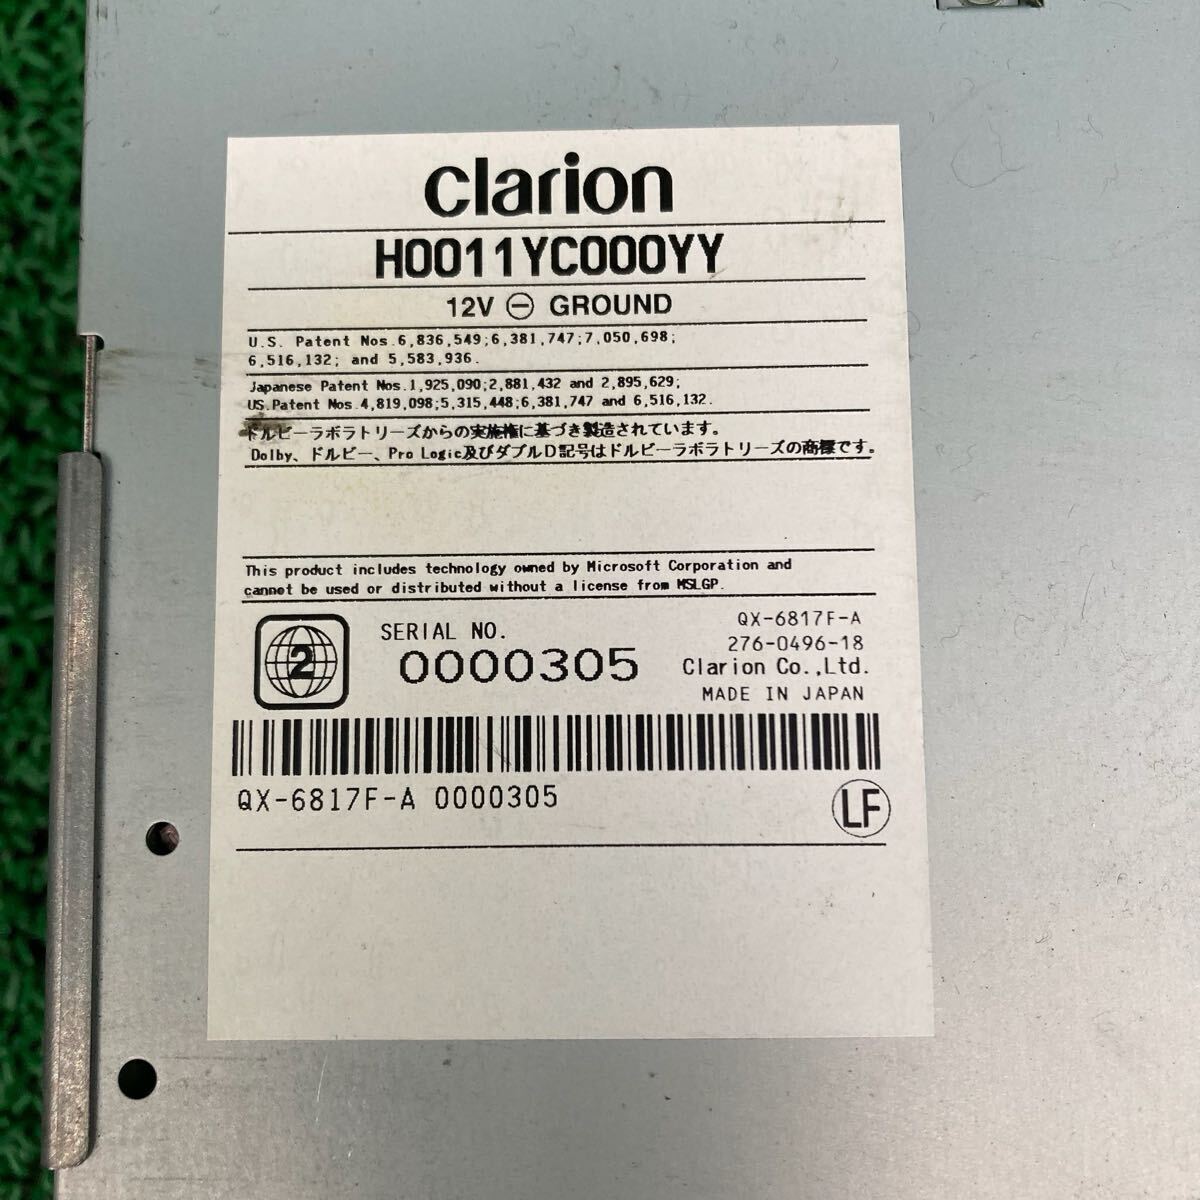 clarion
H0011YC000YY
12V ⊖ GROUND
U.S. Patent Nos.6,836,549;6,381,747;7,050,698;
6,516,132; and 5,583,936.
Japanese Patent Nos.1,925,090;2,881,432 and 2,895,629;
US.Patent Nos.4,819,098;5,315,448;6,381,747 and 6,516,132.
ドルビーラボラトリーズからの実施権に基づき製造されています。
Dolby、ドルビー、Pro Logic及びダブルD記号はドルビーラボラトリーズの商標です。
This product includes technology owned by Microsoft Corporation and
cannot be used or distributed without a license from MSLGP.
2
SERIAL NO.
0000305
QX-6817F-A
276-0496-18
Clarion Co.,Ltd.
MADE IN JAPAN
QX-6817F-A 0000305
LF